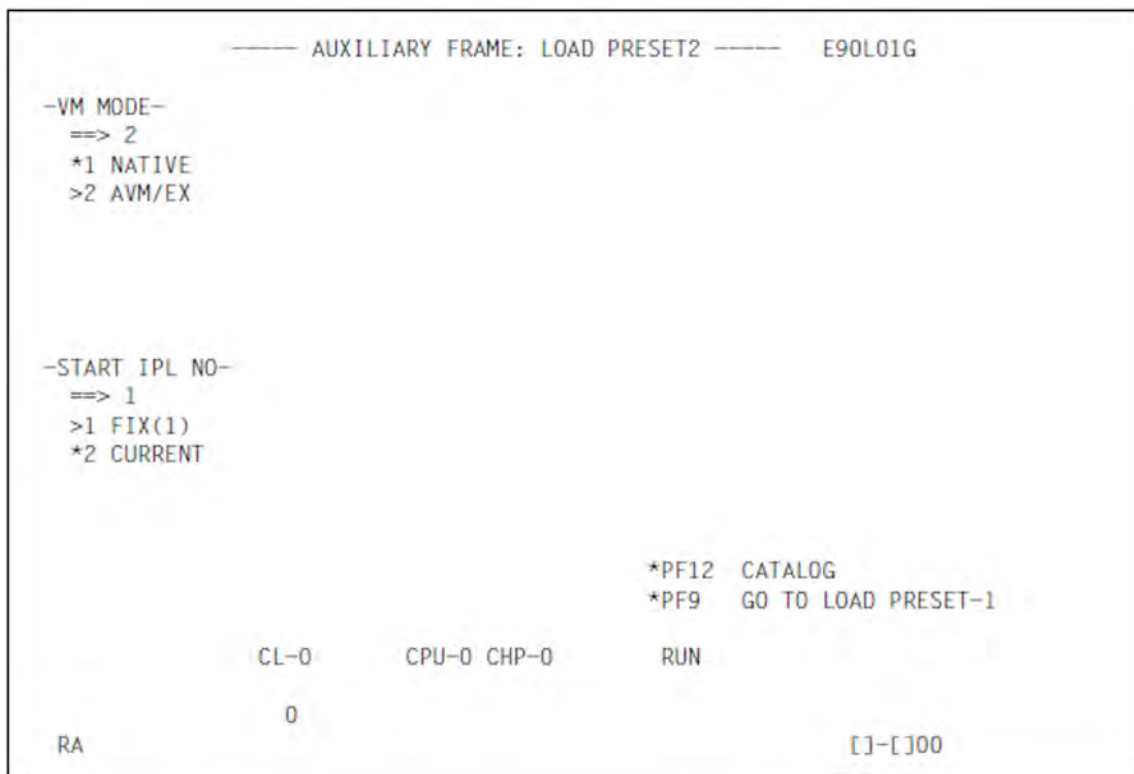 ----- AUXILIARY FRAME: LOAD PRESET2 ----- E90L01G
-VM MODE-
==> 2
*1 NATIVE
>2 AVM/EX
-START IPL NO-
==> 1
>1 FIX(1)
*2 CURRENT
*PF12 CATALOG
*PF9 GO TO LOAD PRESET-1
CL-0 CPU-0 CHP-0 RUN
0
RA []-[]00